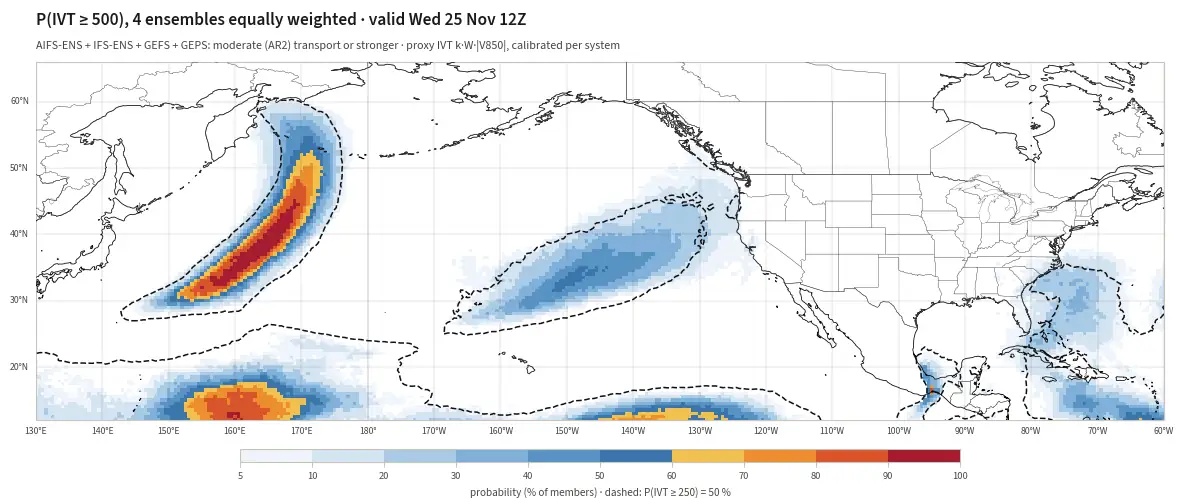 P(IVT ≥ 500), 4 ensembles equally weighted · valid Wed 25 Nov 12Z
AIFS-ENS + IFS-ENS + GEFS + GEPS: moderate (AR2) transport or stronger · proxy IVT k·W·|V850|, calibrated per system
60°N
50°N
40°N
30°N
20°N
130°E 140°E 150°E 160°E 170°E 180° 170°W 160°W 150°W 140°W 130°W 120°W 110°W 100°W 90°W 80°W 70°W 60°W
5 10 20 30 40 50 60 70 80 90 100
probability (% of members) · dashed: P(IVT ≥ 250) = 50 %